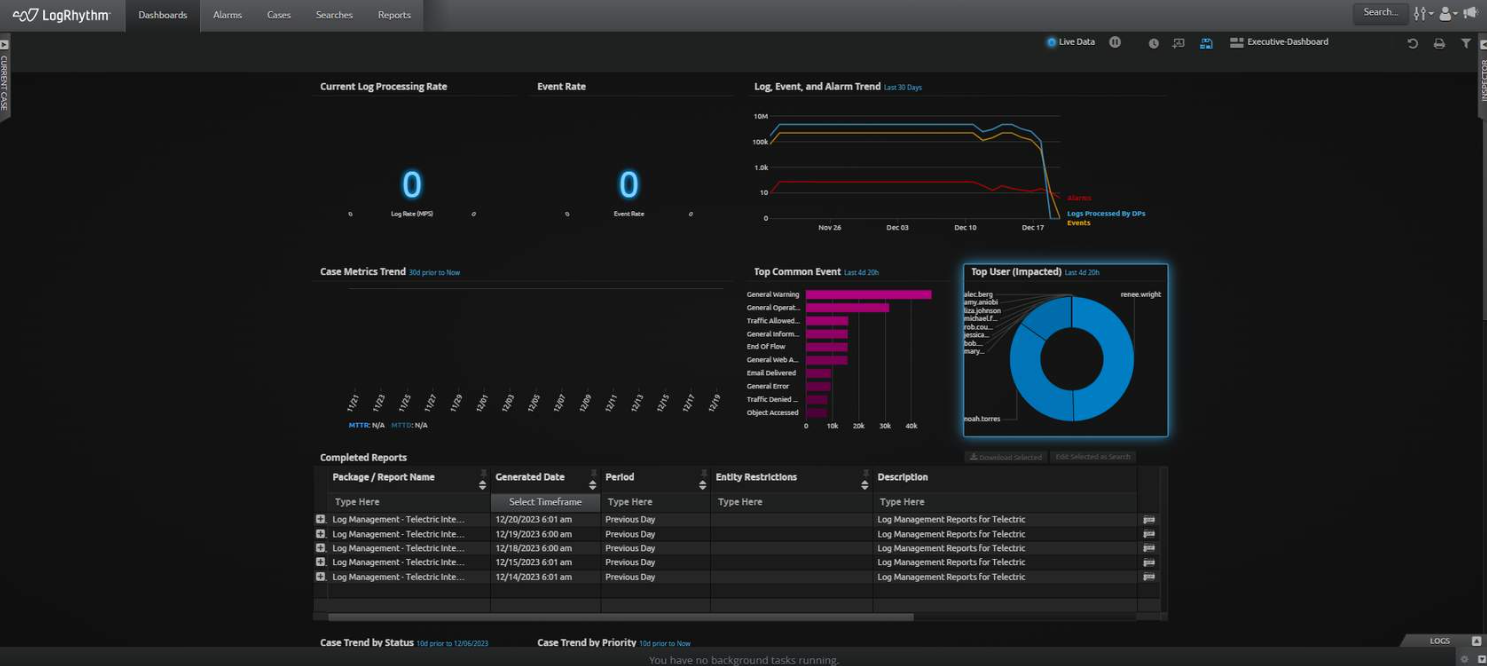 LogRhythm
Dashboards
Alarms
Cases
Searches
Reports
Search...
Live Data
Executive-Dashboard
CURRENT CASE
INSPECTOR
Current Log Processing Rate
0
0 Log Rate (MPS) 0
Event Rate
0
0 Event Rate 0
Log, Event, and Alarm Trend Last 30 Days
10M
100k
1.0k
10
0
Nov 26 Dec 03 Dec 10 Dec 17
Alarms
Logs Processed By DPs
Events
Case Metrics Trend 30d prior to Now
11/21 11/23 11/25 11/27 11/29 12/01 12/03 12/05 12/07 12/09 12/11 12/13 12/15 12/17 12/19
MTTR: N/A MTTD: N/A
Top Common Event Last 4d 20h
General Warning
General Operat...
Traffic Allowed...
General Inform...
End Of Flow
General Web A...
Email Delivered
General Error
Traffic Denied ...
Object Accessed
0 10k 20k 30k 40k
Top User (Impacted) Last 4d 20h
alec.berg
amy.aniobi
liza.johnson
michael.f...
rob.cou...
jessica...
bob....
mary...
renee.wright
noah.torres
Completed Reports
Download Selected Edit Selected as Search
Package / Report Name Generated Date Period Entity Restrictions Description
Type Here Select Timeframe Type Here Type Here Type Here
Log Management - Telectric Inte... 12/20/2023 6:01 am Previous Day Log Management Reports for Telectric
Log Management - Telectric Inte... 12/19/2023 6:00 am Previous Day Log Management Reports for Telectric
Log Management - Telectric Inte... 12/18/2023 6:00 am Previous Day Log Management Reports for Telectric
Log Management - Telectric Inte... 12/15/2023 6:01 am Previous Day Log Management Reports for Telectric
Log Management - Telectric Inte... 12/14/2023 6:01 am Previous Day Log Management Reports for Telectric
Case Trend by Status 10d prior to 12/06/2023
Case Trend by Priority 10d prior to Now
LOGS
You have no background tasks running.